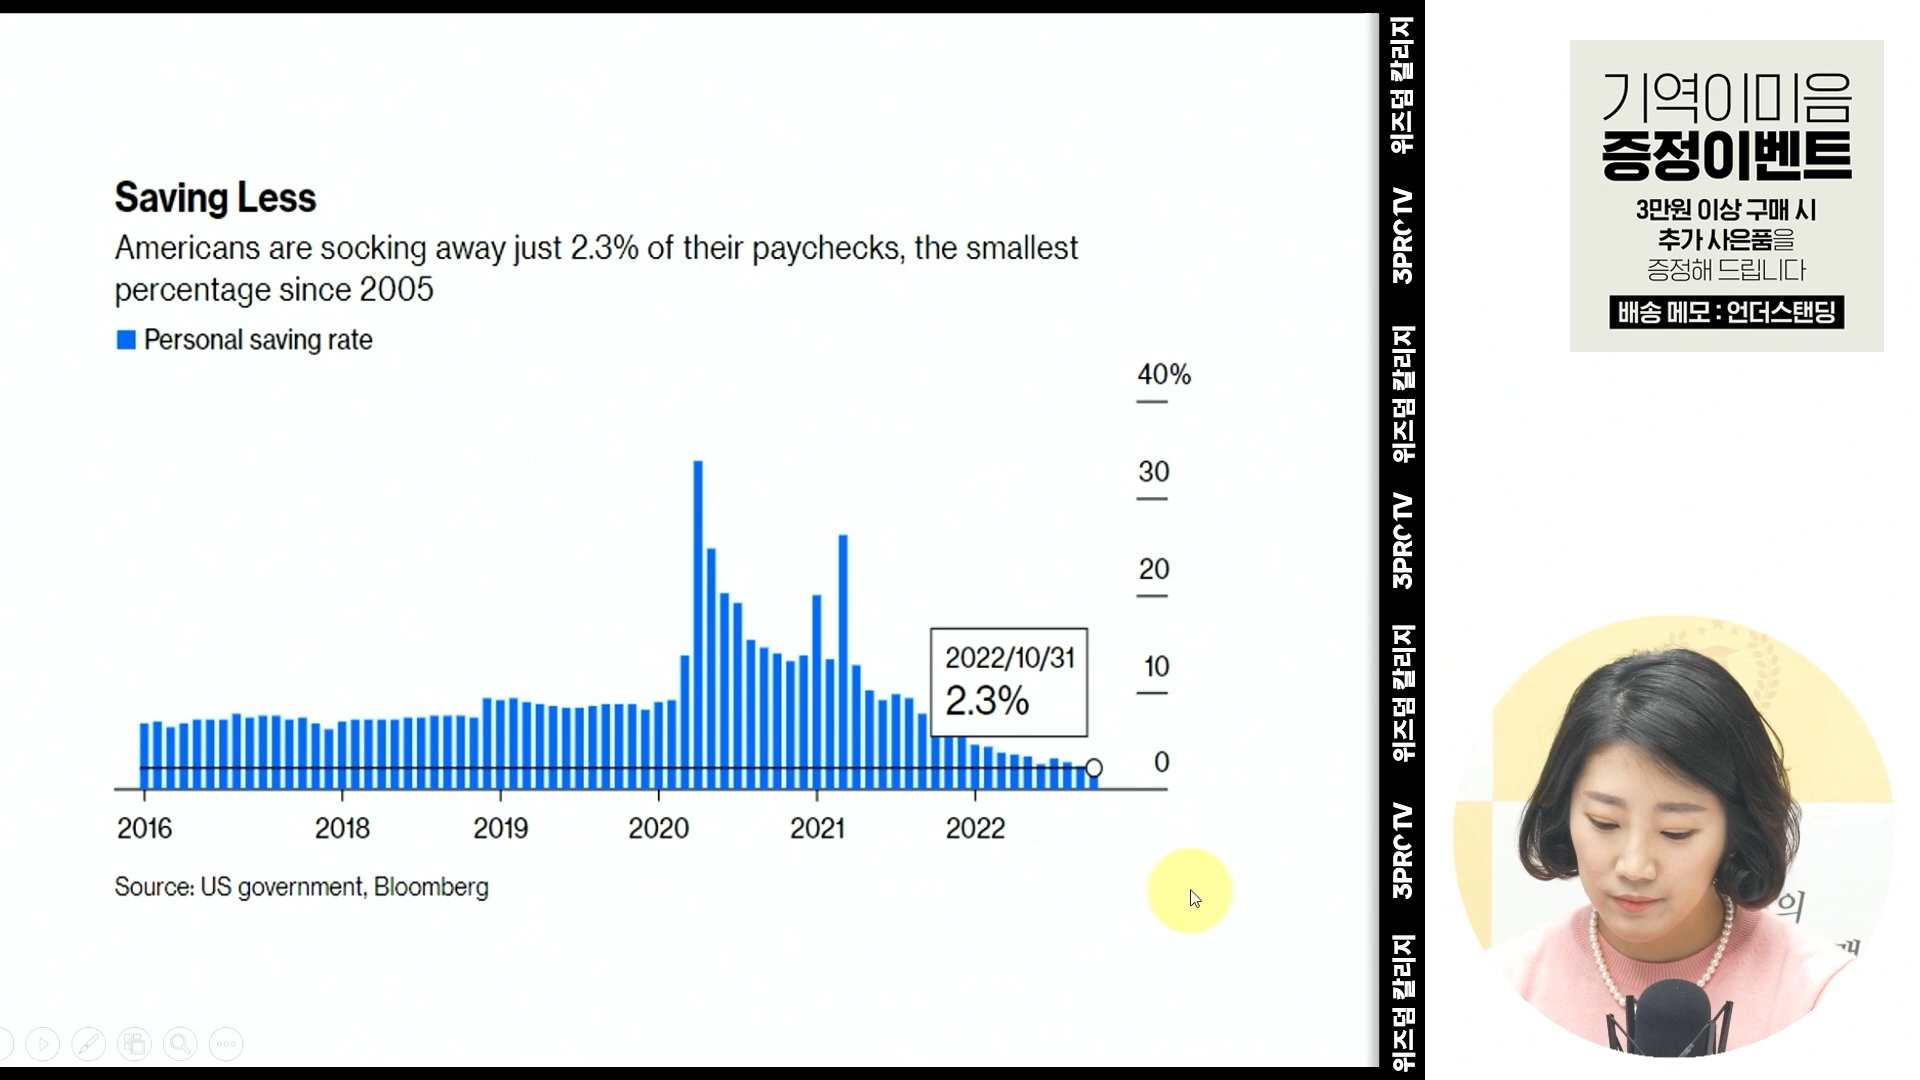 Saving Less
Americans are socking away just 2.3% of their paychecks, the smallest
percentage since 2005
Personal saving rate
40%
30
20
10
0
2022/10/31
2.3%
2016
2018
2019
2020
2021
2022
Source: US government, Bloomberg
위즈덤 칼리지
3PROTV
위즈덤 칼리지
3PROTV
위즈덤 칼리지
3PROTV
위즈덤 칼리지
기역이미음
증정이벤트
3만원 이상 구매 시
추가 사은품을
증정해 드립니다
배송 메모 : 언더스탠딩
의